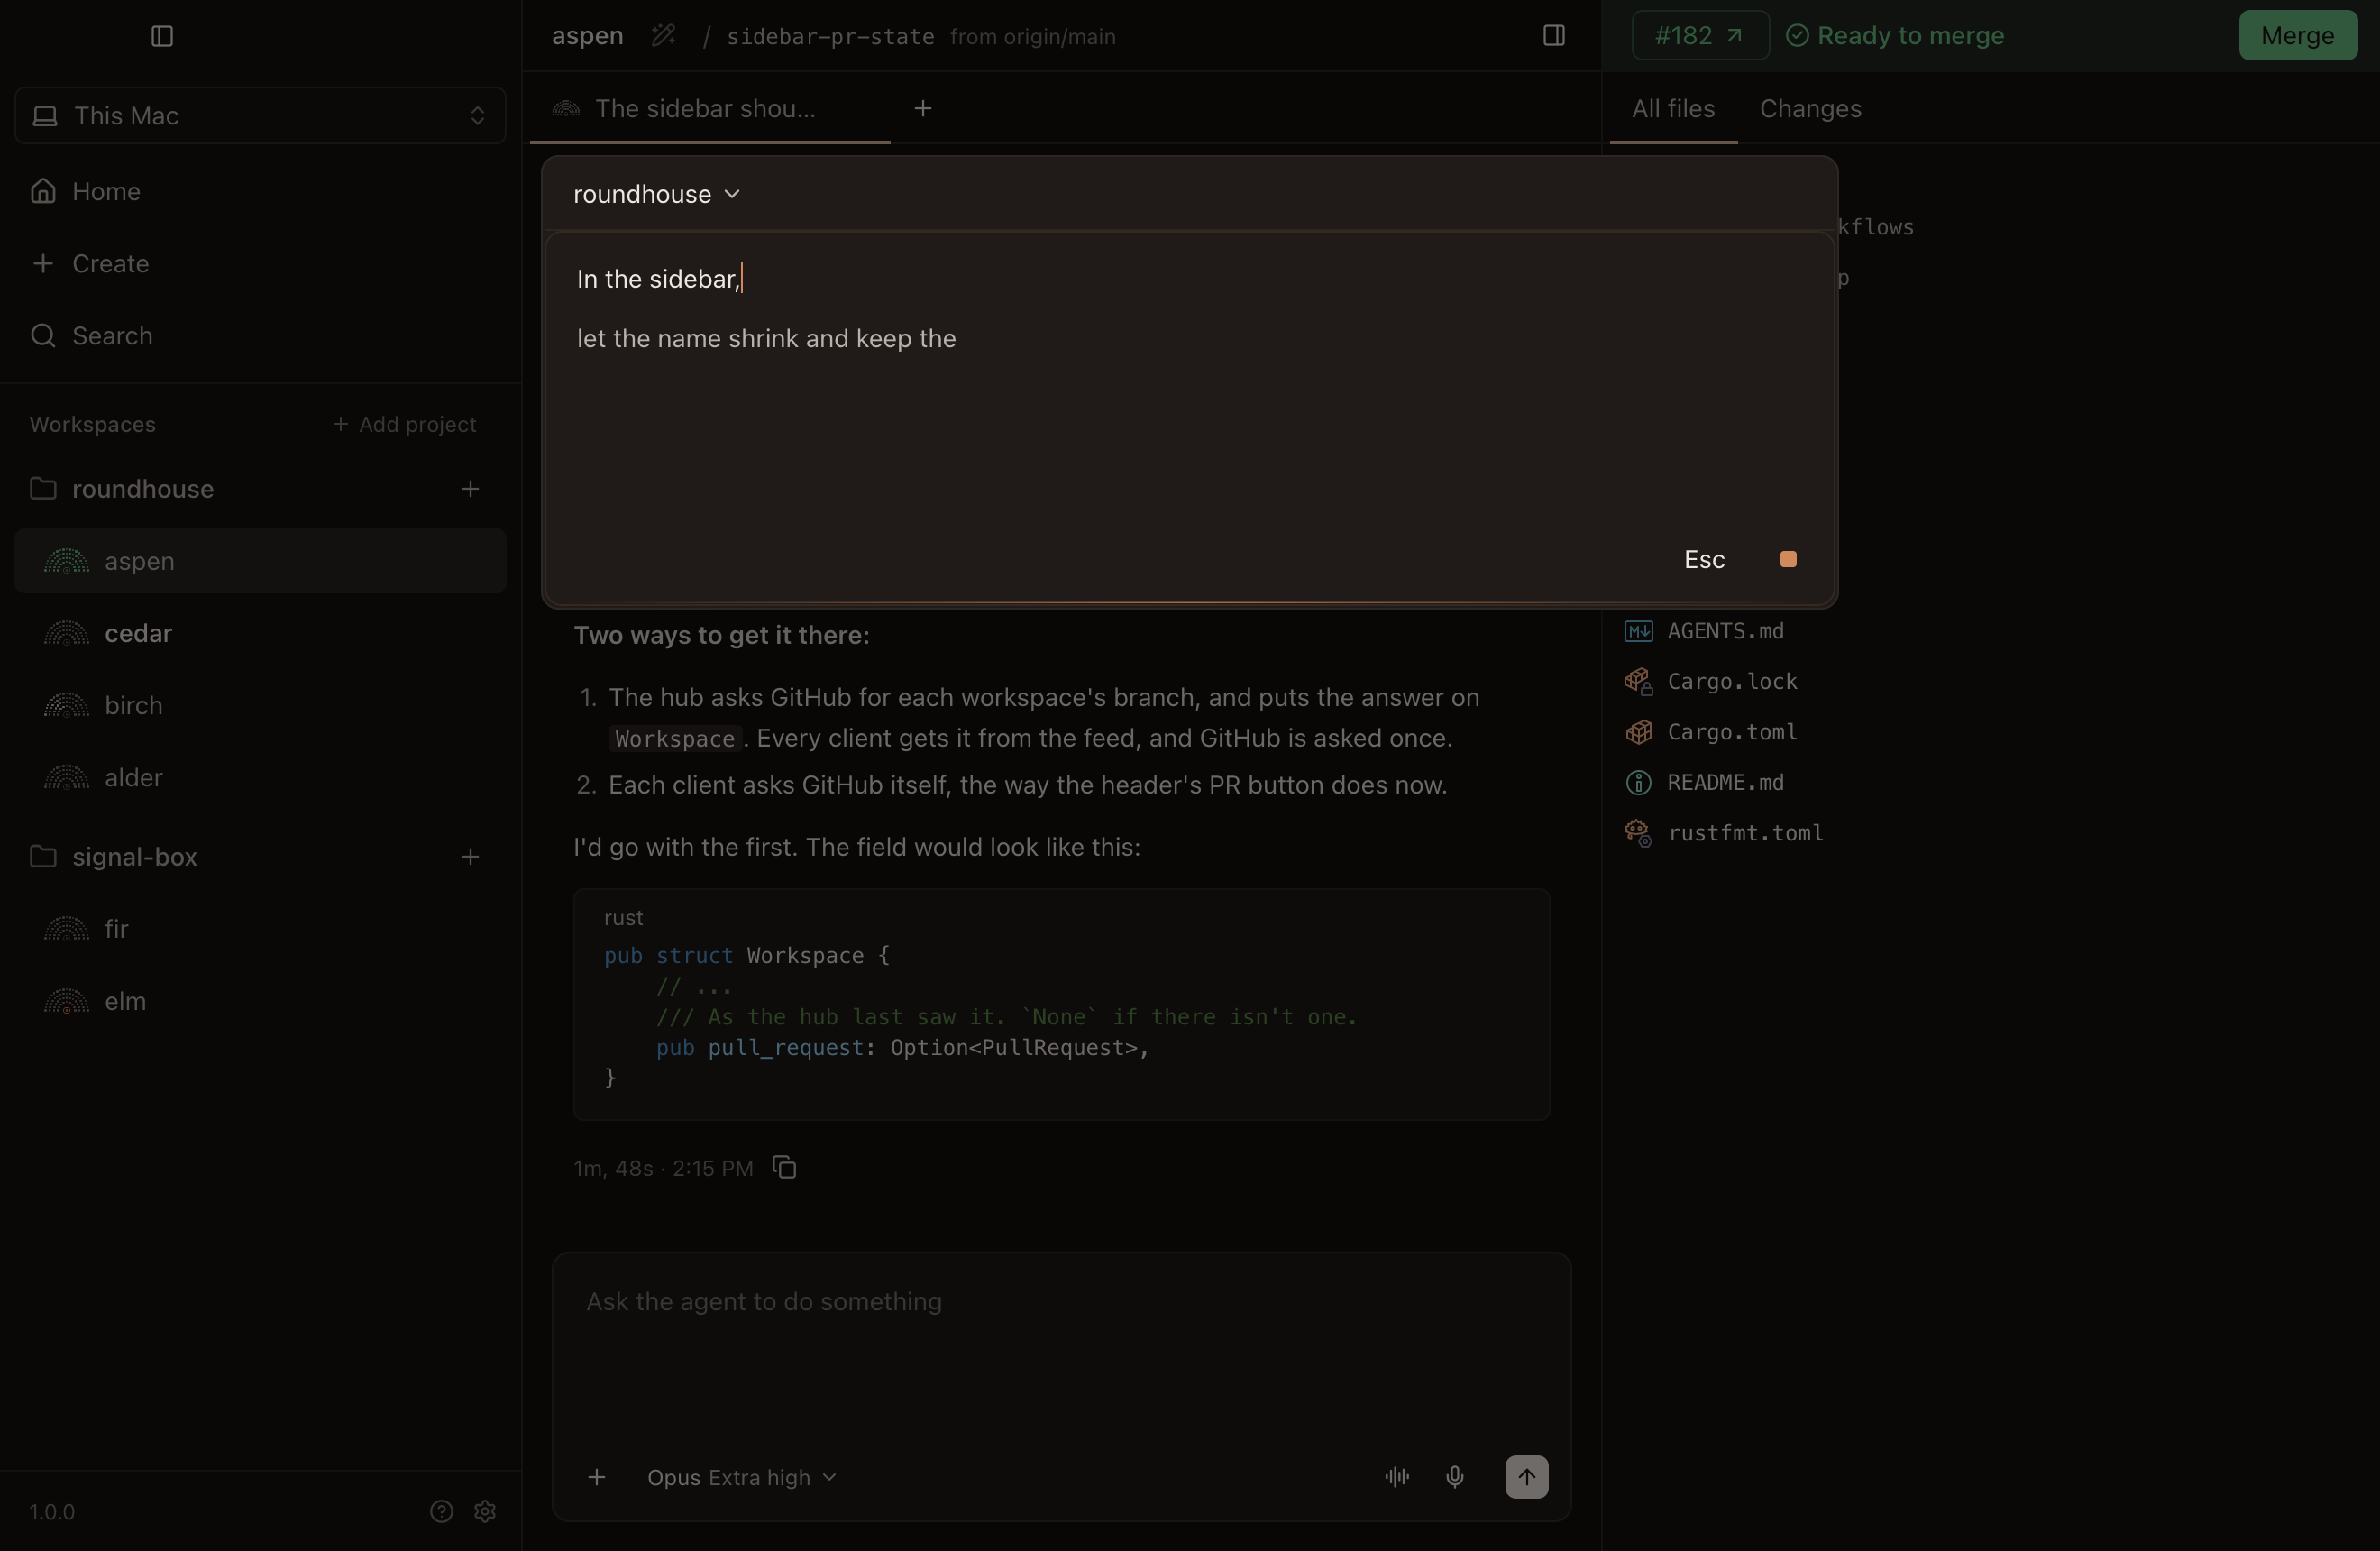 This Mac
Home
Create
Search
Workspaces
Add project
roundhouse
aspen
cedar
birch
alder
signal-box
fir
elm
1.0.0
aspen / sidebar-pr-state from origin/main
The sidebar shou...
roundhouse
In the sidebar,
let the name shrink and keep the
Esc
Two ways to get it there:
1. The hub asks GitHub for each workspace's branch, and puts the answer on
Workspace. Every client gets it from the feed, and GitHub is asked once.
2. Each client asks GitHub itself, the way the header's PR button does now.
I'd go with the first. The field would look like this:
rust
pub struct Workspace {
// ...
/// As the hub last saw it. `None` if there isn't one.
pub pull_request: Option<PullRequest>,
}
1m, 48s · 2:15 PM
Ask the agent to do something
Opus Extra high
#182 Ready to merge
Merge
All files Changes
kflows
p
AGENTS.md
Cargo.lock
Cargo.toml
README.md
rustfmt.toml